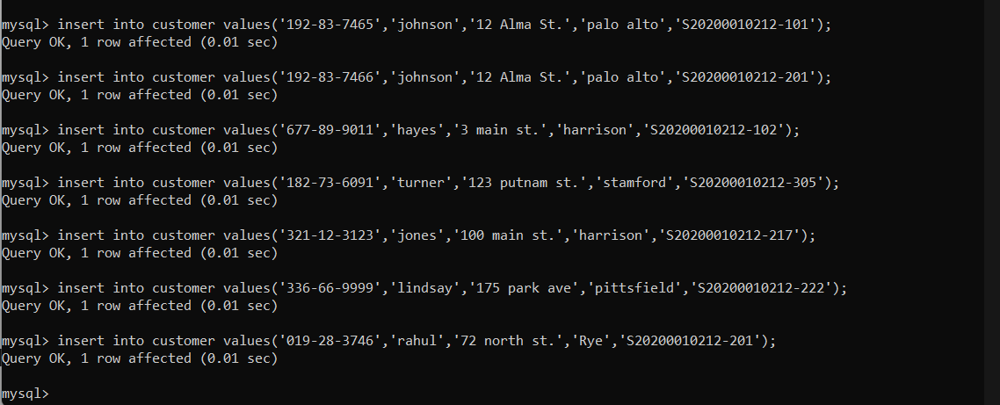 mysql> insert into customer values('192-83-7465','johnson','12 Alma St.','palo alto','S20200010212-101');
Query OK, 1 row affected (0.01 sec)
mysql> insert into customer values('192-83-7466','johnson','12 Alma St.','palo alto','S20200010212-201');
Query OK, 1 row affected (0.01 sec)
mysql> insert into customer values('677-89-9011','hayes','3 main st.','harrison','S20200010212-102');
Query OK, 1 row affected (0.01 sec)
mysql> insert into customer values('182-73-6091','turner','123 putnam st.','stamford','S20200010212-305');
Query OK, 1 row affected (0.01 sec)
mysql> insert into customer values('321-12-3123','jones','100 main st.','harrison','S20200010212-217');
Query OK, 1 row affected (0.01 sec)
mysql> insert into customer values('336-66-9999','lindsay','175 park ave','pittsfield','S20200010212-222');
Query OK, 1 row affected (0.01 sec)
mysql> insert into customer values('019-28-3746','rahul','72 north st.','Rye','S20200010212-201');
Query OK, 1 row affected (0.01 sec)
mysql>